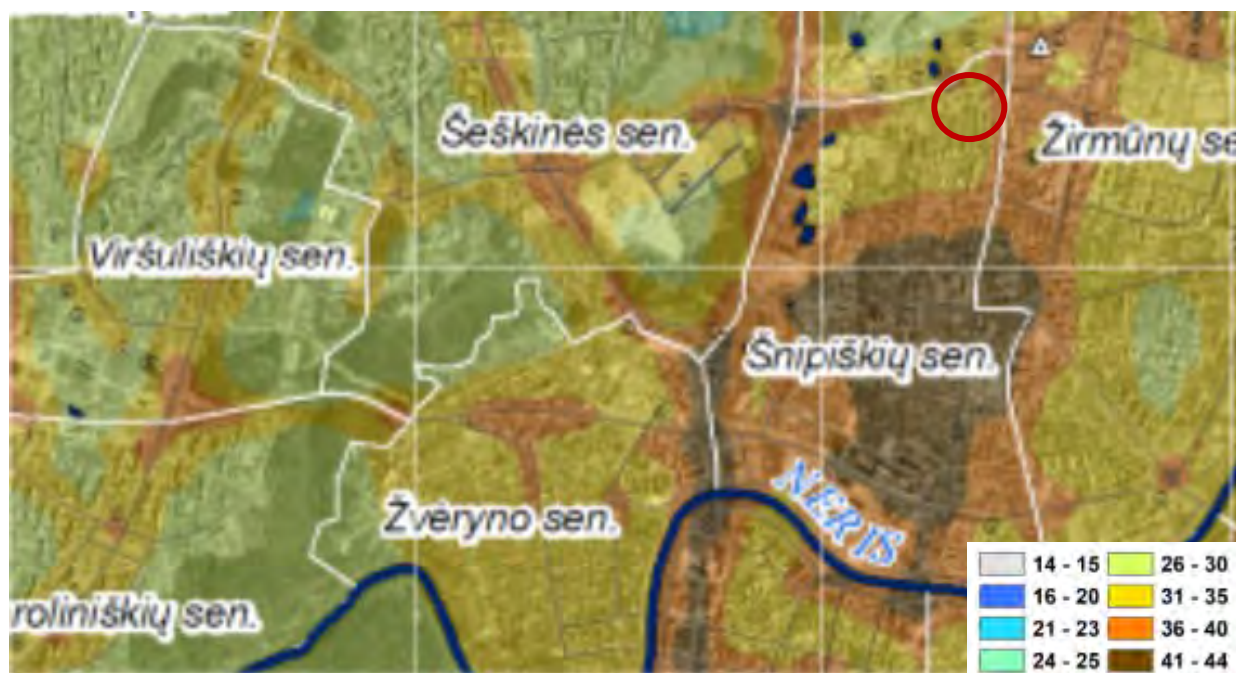 Šeškinės sen.
Žirmūnų se
Viršuliškių sen.
Šnipiškių sen.
NERIS
Žvėryno sen.
roliniškių sen.
14 - 15
26 - 30
16 - 20
31 - 35
21 - 23
36 - 40
24 - 25
41 - 44